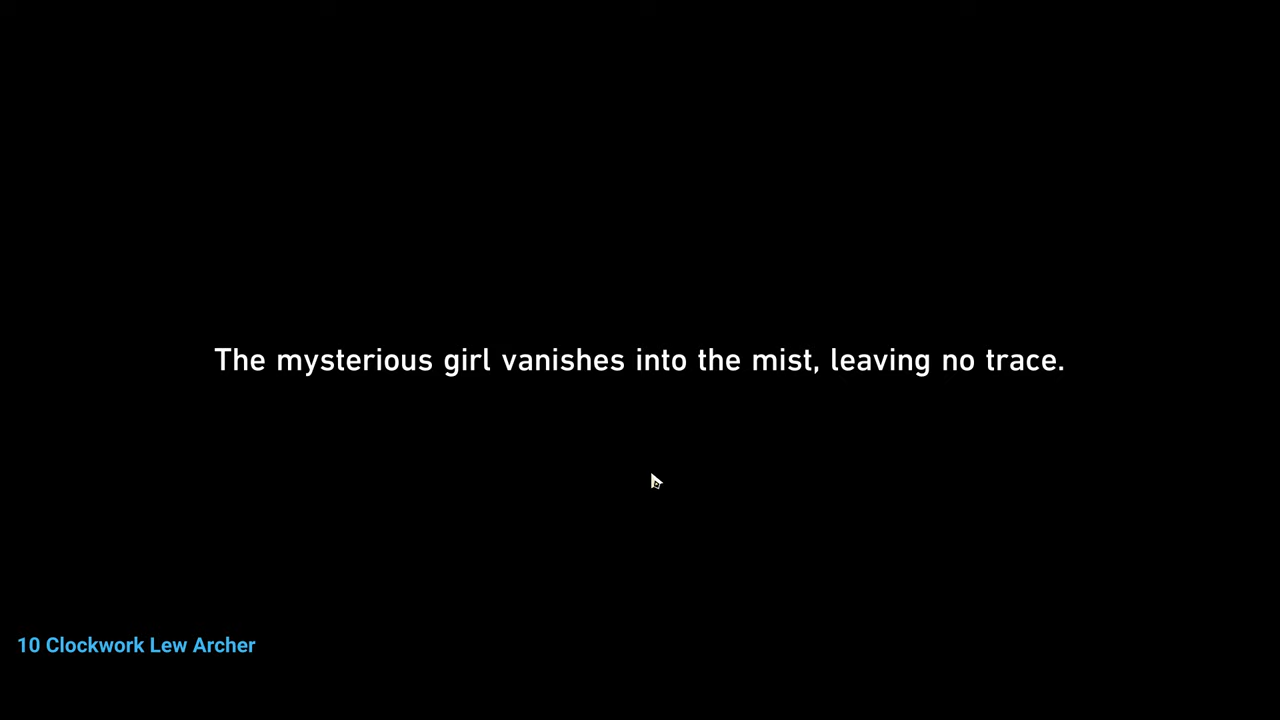 The mysterious girl vanishes into the mist, leaving no trace.
10 Clockwork Lew Archer